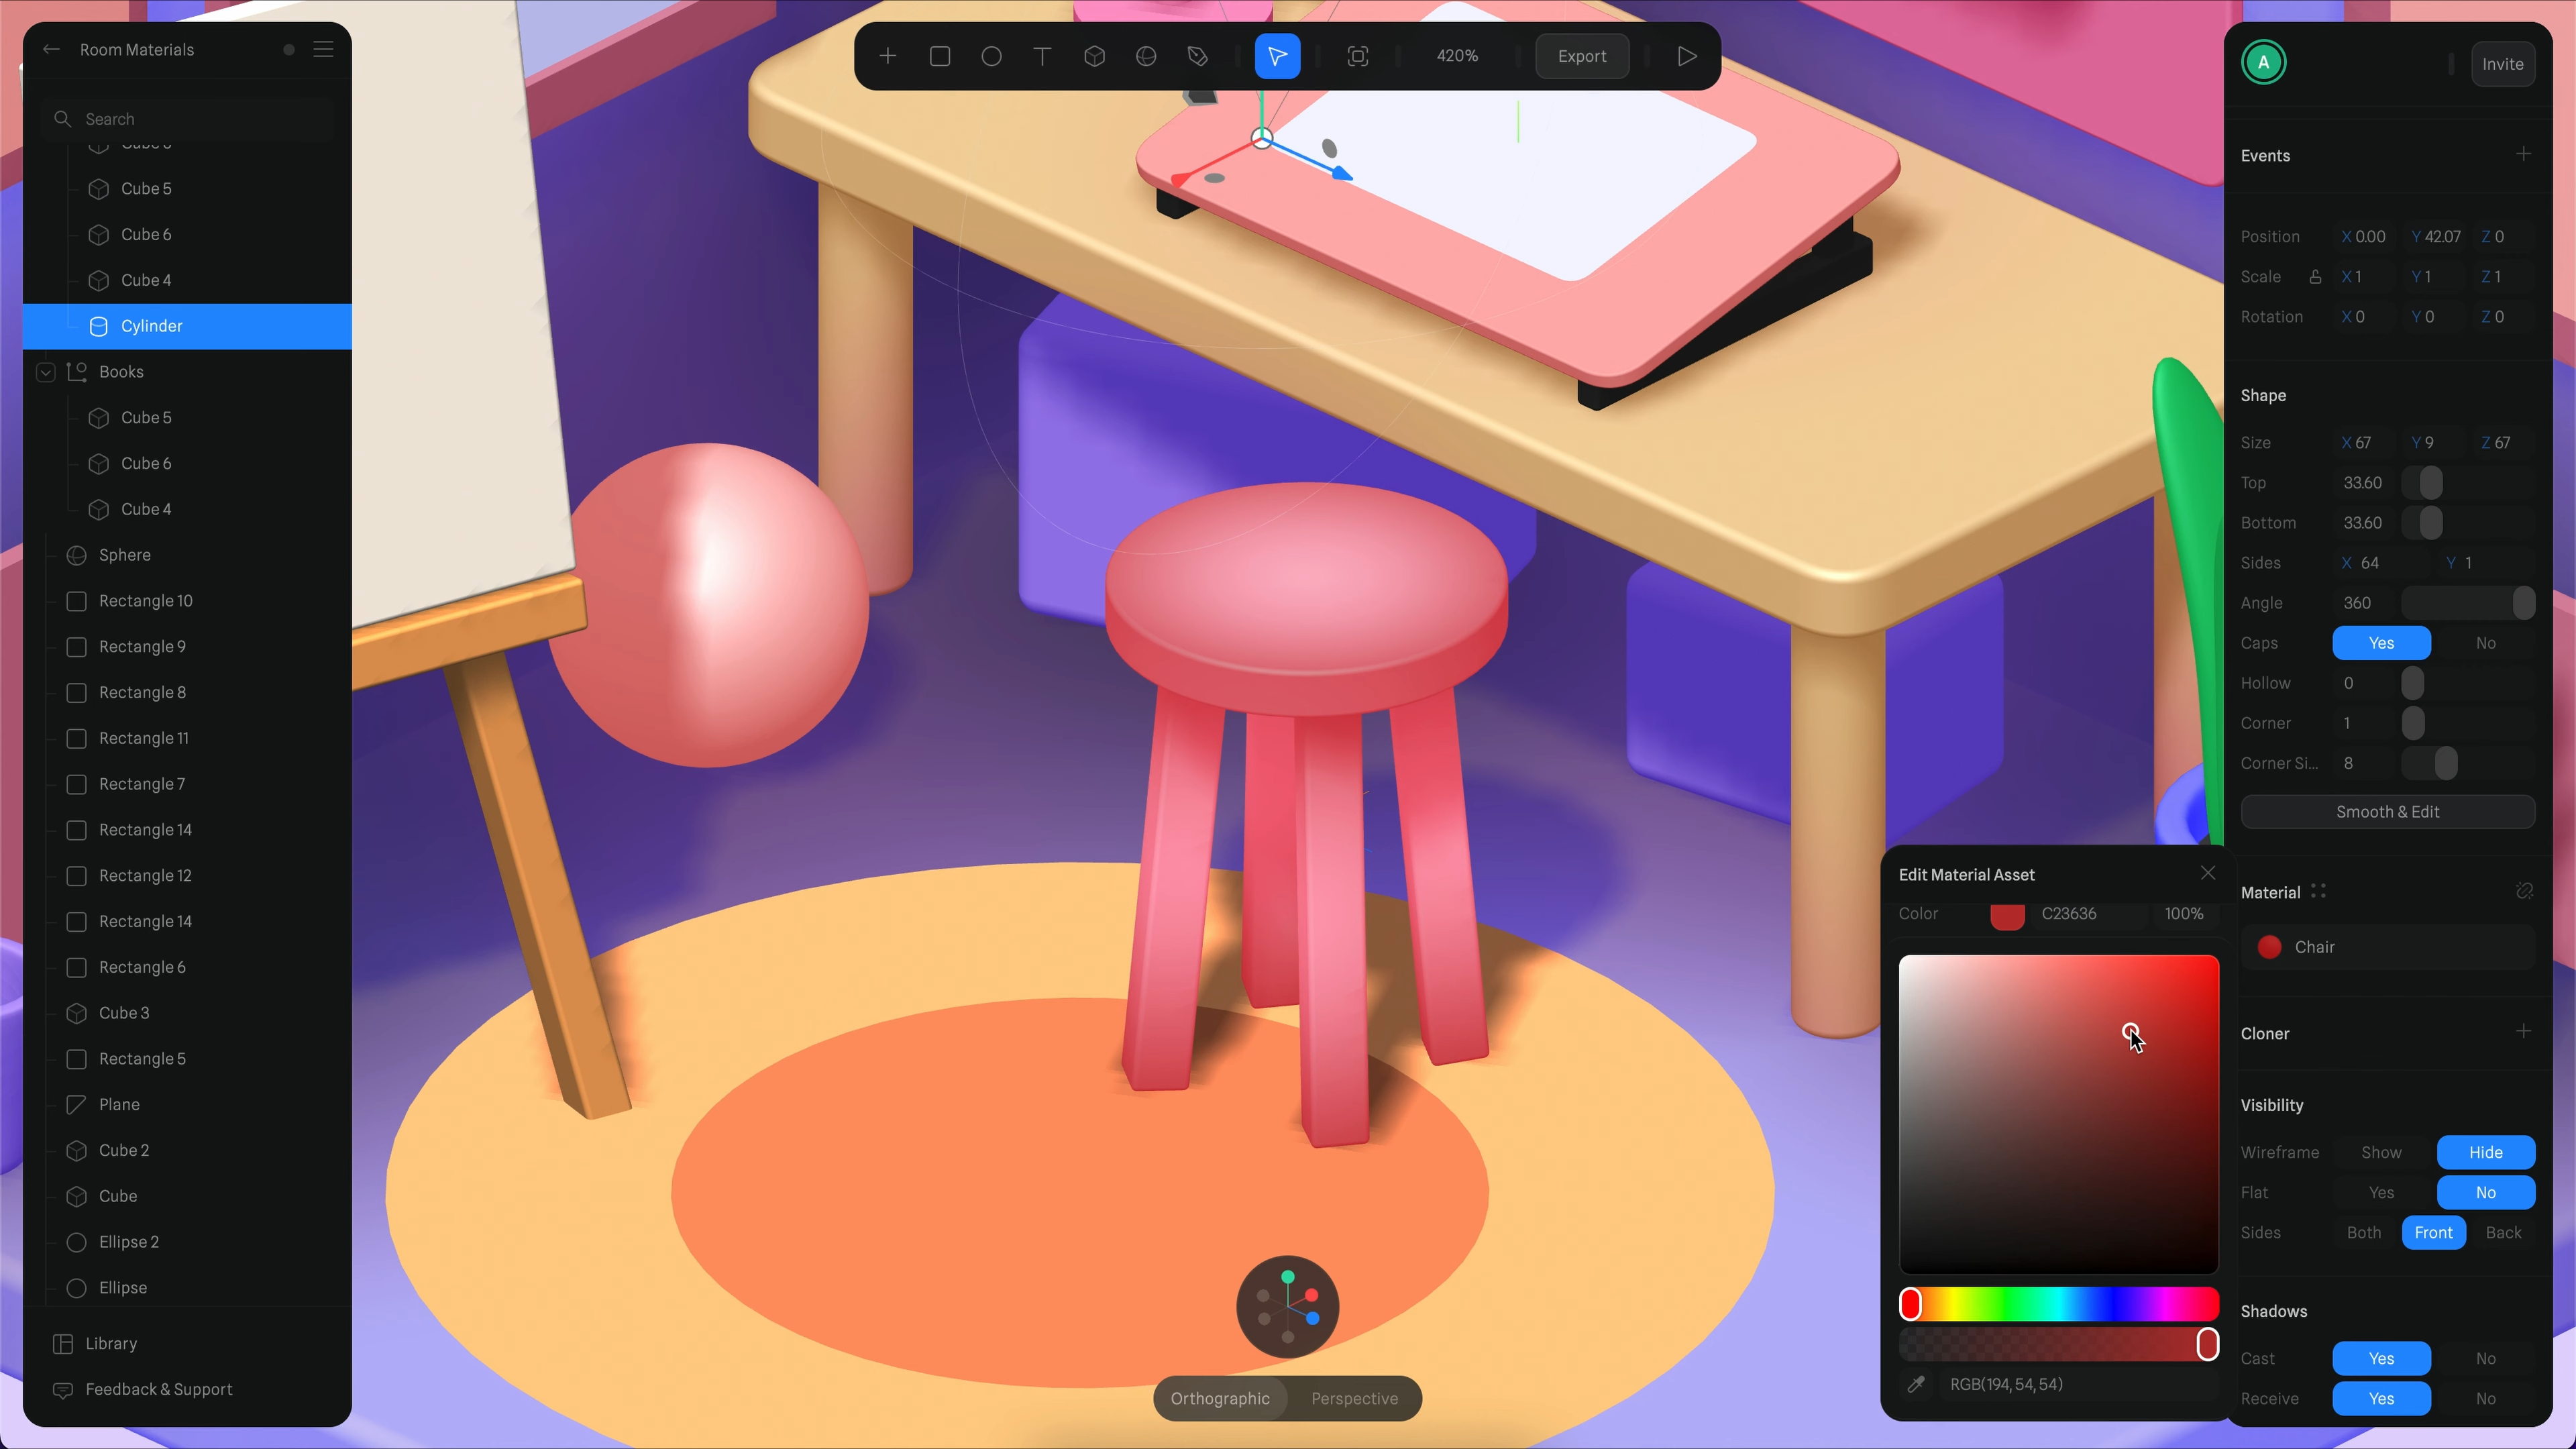 Room Materials
Search
Cube 5
Cube 6
Cube 4
Cylinder
Books
Cube 5
Cube 6
Cube 4
Sphere
Rectangle 10
Rectangle 9
Rectangle 8
Rectangle 11
Rectangle 7
Rectangle 14
Rectangle 12
Rectangle 14
Rectangle 6
Cube 3
Rectangle 5
Plane
Cube 2
Cube
Ellipse 2
Ellipse
Library
Feedback & Support
420%
Export
Orthographic
Perspective
Edit Material Asset
Color C23636 100%
RGB(194, 54, 54)
A
Invite
Events
Position X 0.00 Y 42.07 Z 0
Scale X 1 Y 1 Z 1
Rotation X 0 Y 0 Z 0
Shape
Size X 67 Y 9 Z 67
Top 33.60
Bottom 33.60
Sides X 64 Y 1
Angle 360
Caps Yes No
Hollow 0
Corner 1
Corner Si... 8
Smooth & Edit
Material
Chair
Cloner
Visibility
Wireframe Show Hide
Flat Yes No
Sides Both Front Back
Shadows
Cast Yes No
Receive Yes No